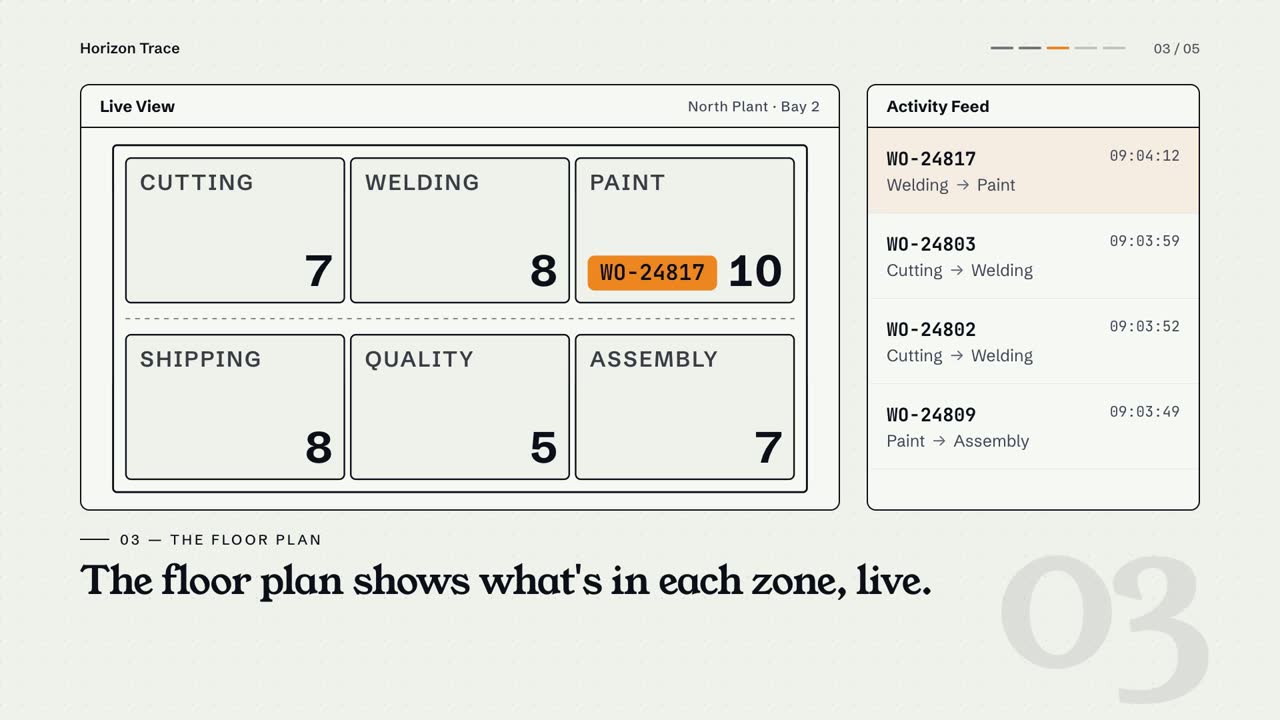 Horizon Trace
03 / 05
Live View
North Plant · Bay 2
CUTTING
7
WELDING
8
PAINT
WO-24817
10
SHIPPING
8
QUALITY
5
ASSEMBLY
7
Activity Feed
WO-24817
09:04:12
Welding → Paint
WO-24803
09:03:59
Cutting → Welding
WO-24802
09:03:52
Cutting → Welding
WO-24809
09:03:49
Paint → Assembly
03 — THE FLOOR PLAN
The floor plan shows what's in each zone, live.
03